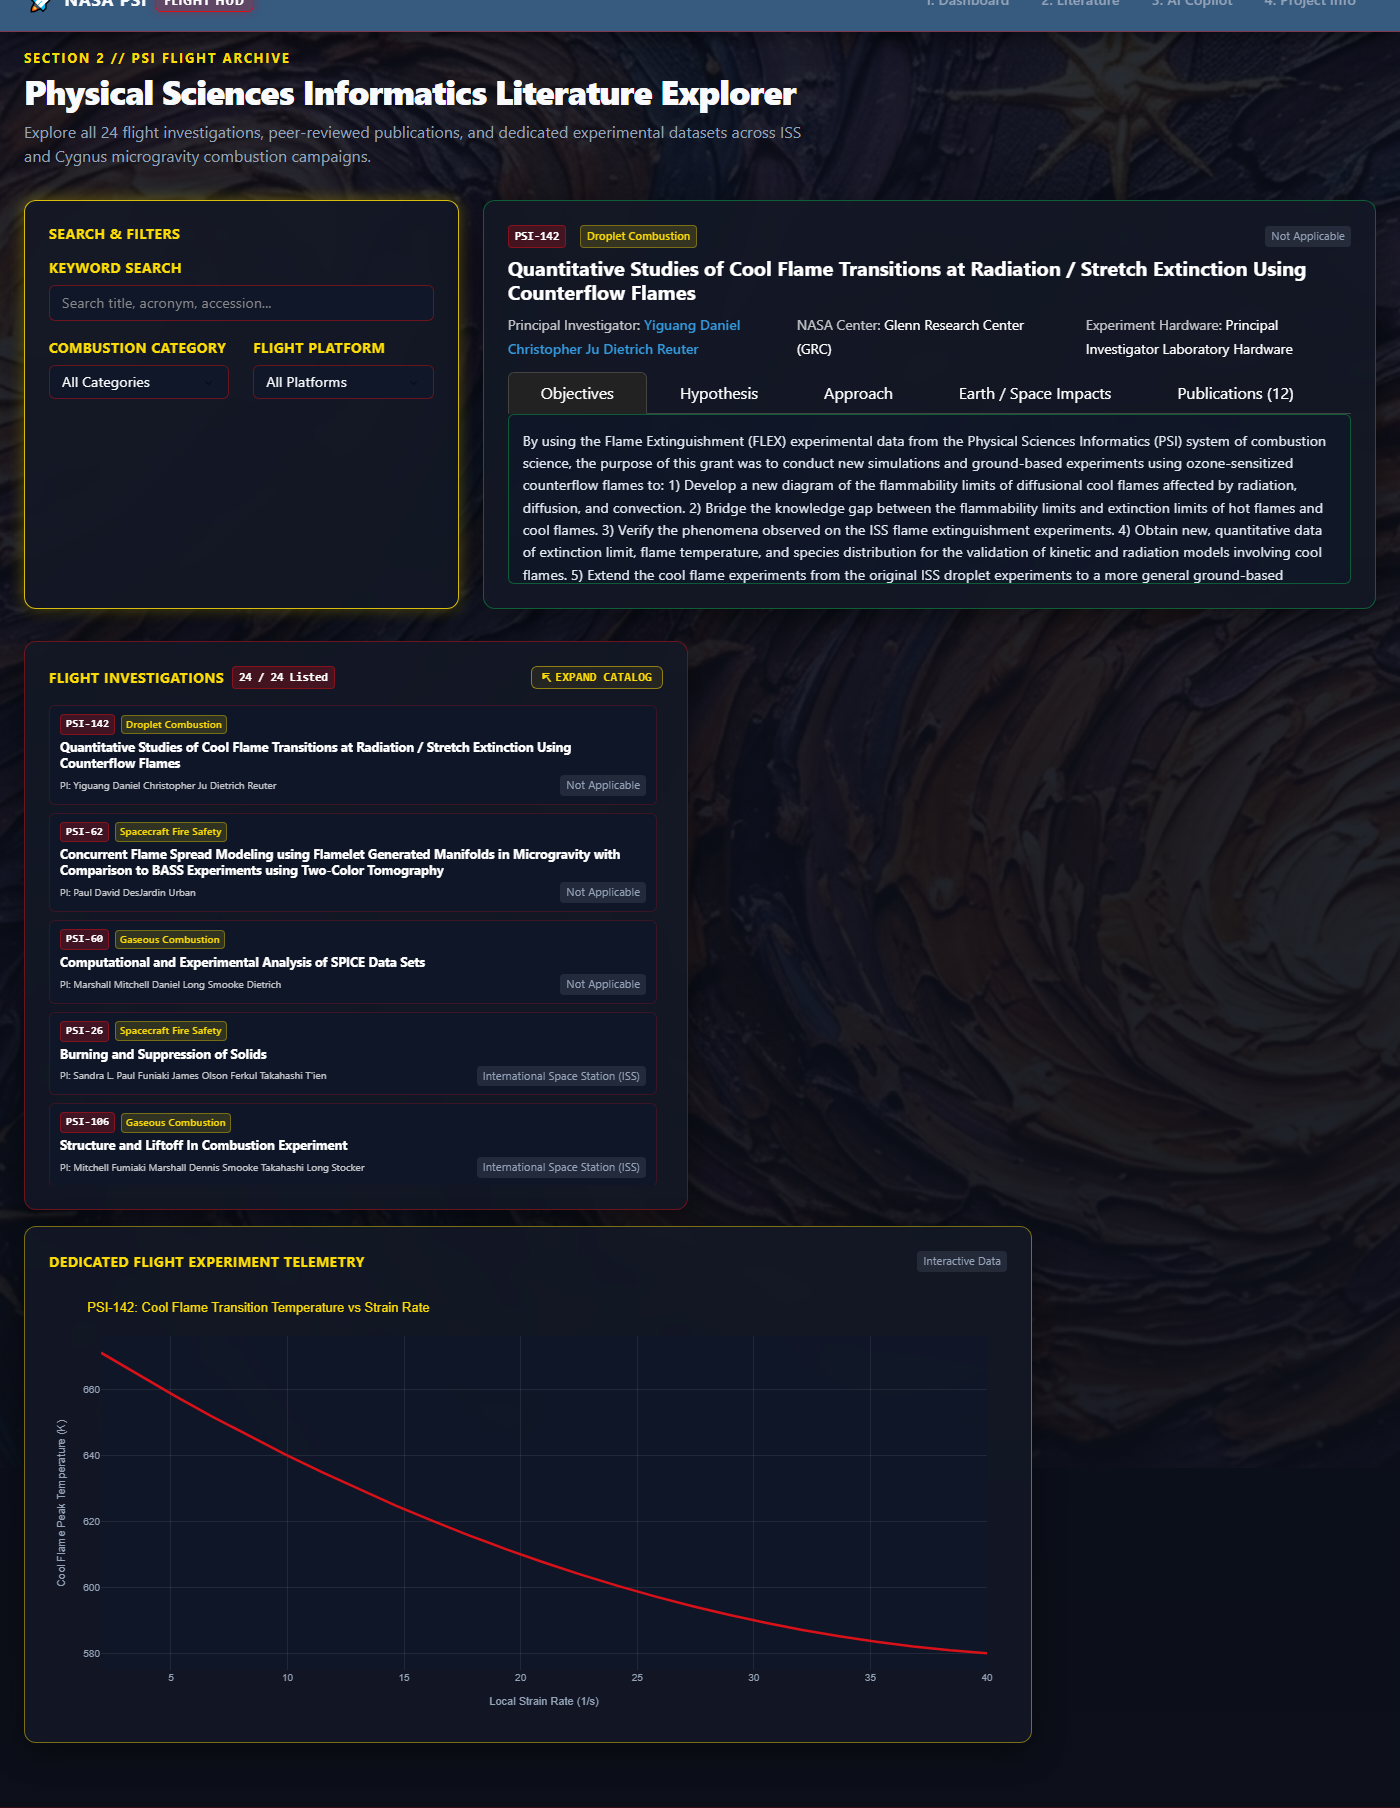 NASA PSI FLIGHT HUD
1. Dashboard 2. Literature 3. AI Copilot 4. Project Info
SECTION 2 // PSI FLIGHT ARCHIVE
Physical Sciences Informatics Literature Explorer
Explore all 24 flight investigations, peer-reviewed publications, and dedicated experimental datasets across ISS
and Cygnus microgravity combustion campaigns.
SEARCH & FILTERS
KEYWORD SEARCH
Search title, acronym, accession...
COMBUSTION CATEGORY FLIGHT PLATFORM
All Categories All Platforms
PSI-142 Droplet Combustion Not Applicable
Quantitative Studies of Cool Flame Transitions at Radiation / Stretch Extinction Using
Counterflow Flames
Principal Investigator: Yiguang Daniel
Christopher Ju Dietrich Reuter
NASA Center: Glenn Research Center
(GRC)
Experiment Hardware: Principal
Investigator Laboratory Hardware
Objectives Hypothesis Approach Earth / Space Impacts Publications (12)
By using the Flame Extinguishment (FLEX) experimental data from the Physical Sciences Informatics (PSI) system of combustion
science, the purpose of this grant was to conduct new simulations and ground-based experiments using ozone-sensitized
counterflow flames to: 1) Develop a new diagram of the flammability limits of diffusional cool flames affected by radiation,
diffusion, and convection. 2) Bridge the knowledge gap between the flammability limits and extinction limits of hot flames and
cool flames. 3) Verify the phenomena observed on the ISS flame extinguishment experiments. 4) Obtain new, quantitative data
of extinction limit, flame temperature, and species distribution for the validation of kinetic and radiation models involving cool
flames. 5) Extend the cool flame experiments from the original ISS droplet experiments to a more general ground-based
FLIGHT INVESTIGATIONS 24 / 24 Listed ↖ EXPAND CATALOG
PSI-142 Droplet Combustion
Quantitative Studies of Cool Flame Transitions at Radiation / Stretch Extinction Using
Counterflow Flames
PI: Yiguang Daniel Christopher Ju Dietrich Reuter Not Applicable
PSI-62 Spacecraft Fire Safety
Concurrent Flame Spread Modeling using Flamelet Generated Manifolds in Microgravity with
Comparison to BASS Experiments using Two-Color Tomography
PI: Paul David DesJardin Urban Not Applicable
PSI-60 Gaseous Combustion
Computational and Experimental Analysis of SPICE Data Sets
PI: Marshall Mitchell Daniel Long Smooke Dietrich Not Applicable
PSI-26 Spacecraft Fire Safety
Burning and Suppression of Solids
PI: Sandra L. Paul Funiaki James Olson Ferkul Takahashi T'ien International Space Station (ISS)
PSI-106 Gaseous Combustion
Structure and Liftoff In Combustion Experiment
PI: Mitchell Fumiaki Marshall Dennis Smooke Takahashi Long Stocker International Space Station (ISS)
DEDICATED FLIGHT EXPERIMENT TELEMETRY Interactive Data
PSI-142: Cool Flame Transition Temperature vs Strain Rate
Cool Flame Peak Temperature (K)
660
640
620
600
580
5 10 15 20 25 30 35 40
Local Strain Rate (1/s)